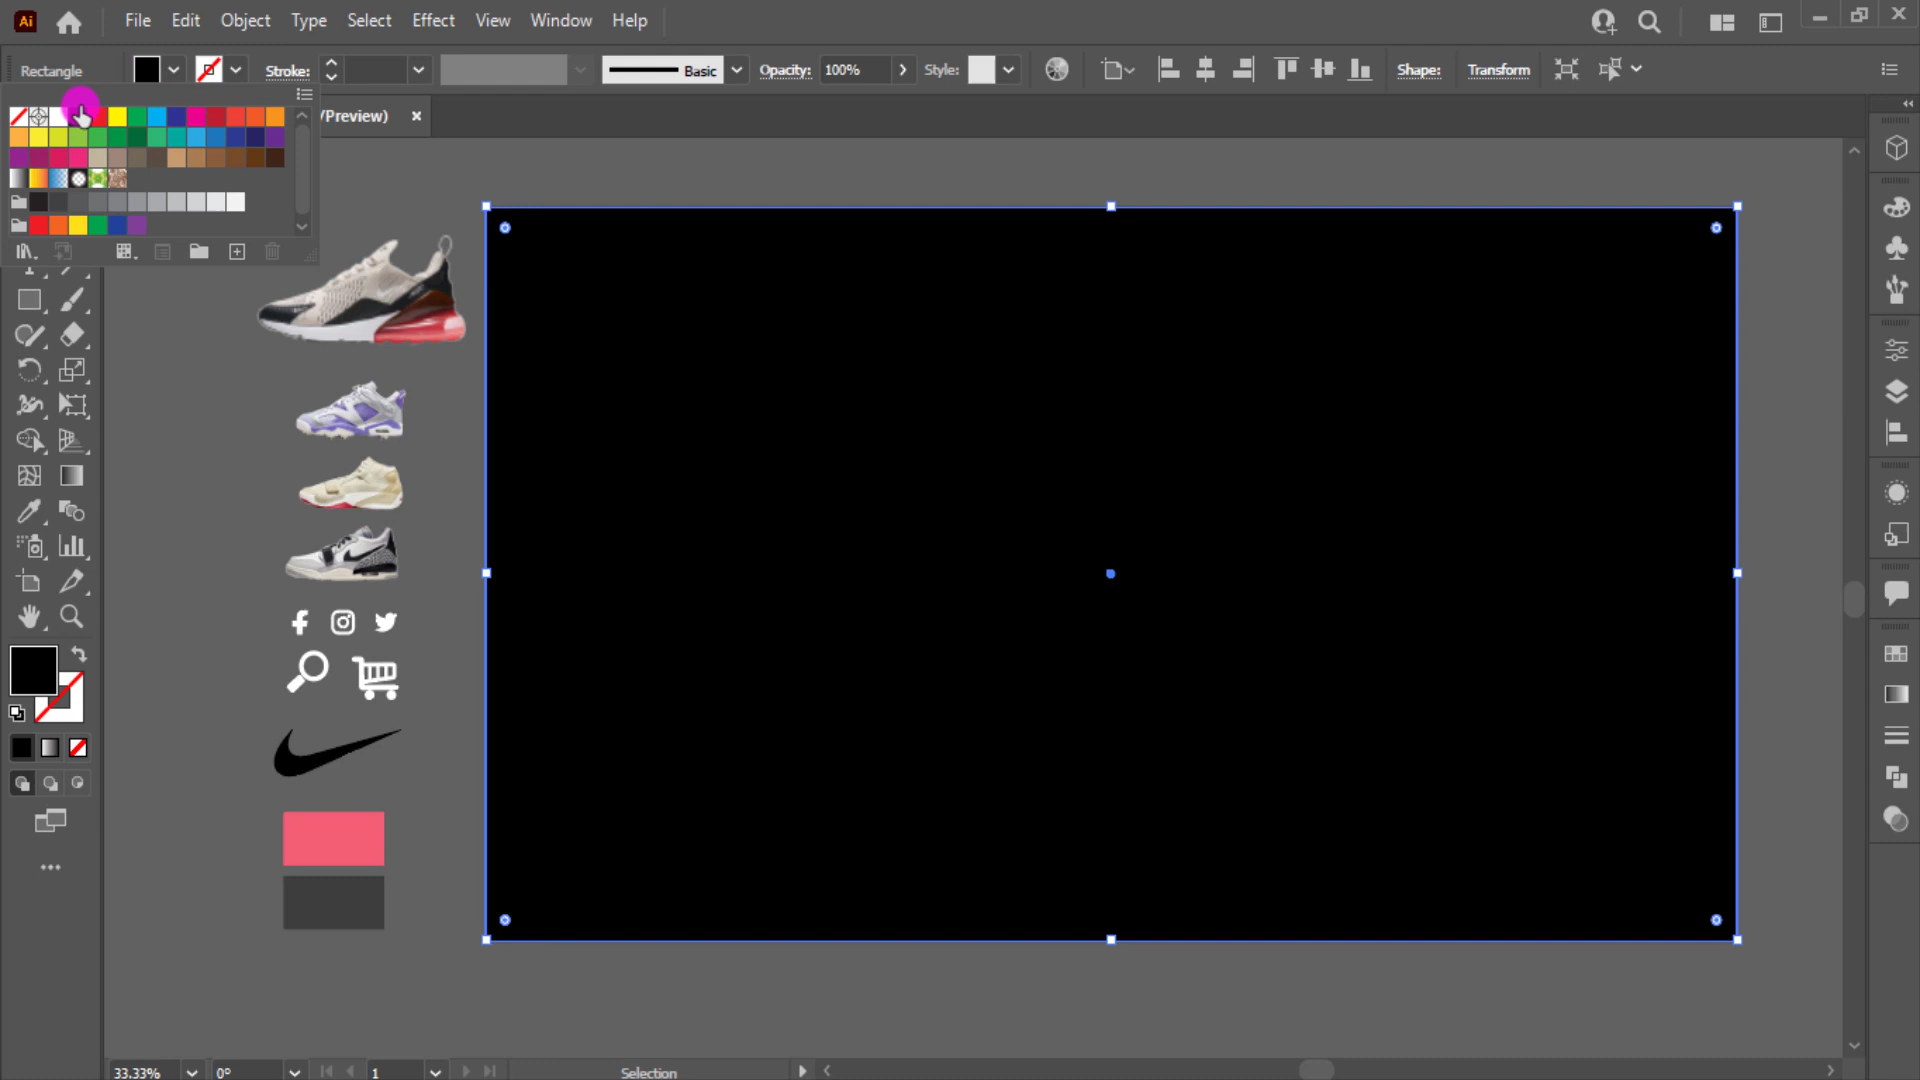 Ai File Edit Object Type Select Effect View Window Help
Rectangle Stroke: Basic Opacity: 100% Style: Shape: Transform
/Preview) ×
33.33% 0° 1 Selection